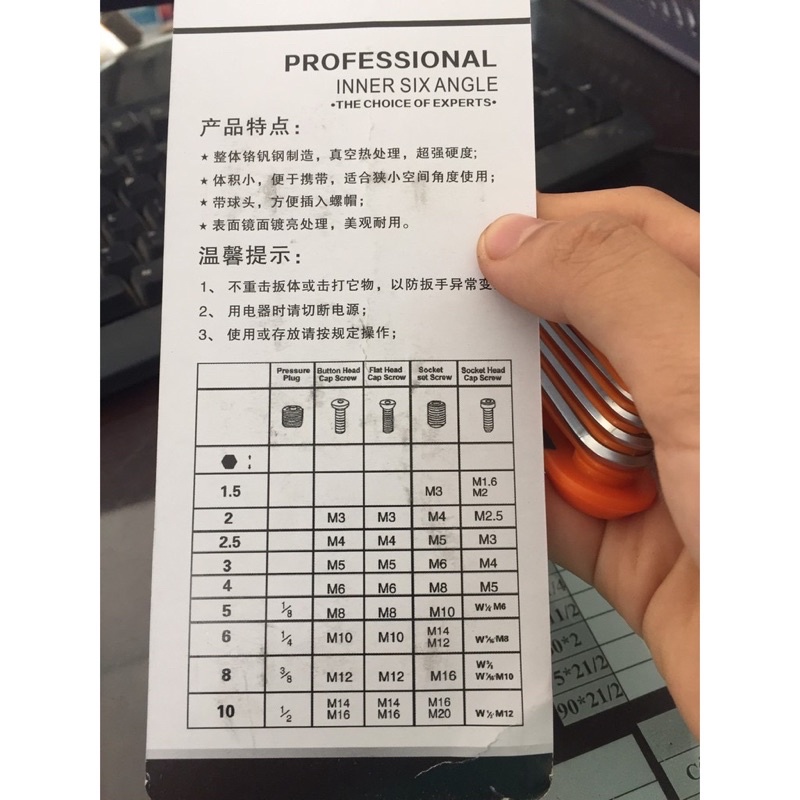 PROFESSIONAL
INNER SIX ANGLE
•THE CHOICE OF EXPERTS•
产品特点：
★ 整体铬钒钢制造，真空热处理，超强硬度；
★ 体积小，便于携带，适合狭小空间角度使用；
★ 带球头，方便插入螺帽；
★ 表面镜面镀亮处理，美观耐用。
温馨提示：
1、 不重击扳体或击打它物，以防扳手异常变
2、 用电器时请切断电源；
3、 使用或存放请按规定操作；
Pressure Plug Button Head Cap Screw Flat Head Cap Screw Socket set Screw Socket Head Cap Screw
1.5 M3 M1.6 M2
2 M3 M3 M4 M2.5
2.5 M4 M4 M5 M3
3 M5 M5 M6 M4
4 M6 M6 M8 M5
5 1/8 M8 M8 M10 M6
6 1/4 M10 M10 M14 M12 M8
8 3/8 M12 M12 M16 M10
10 1/2 M14 M16 M14 M16 M16 M20 M12
90*21/2